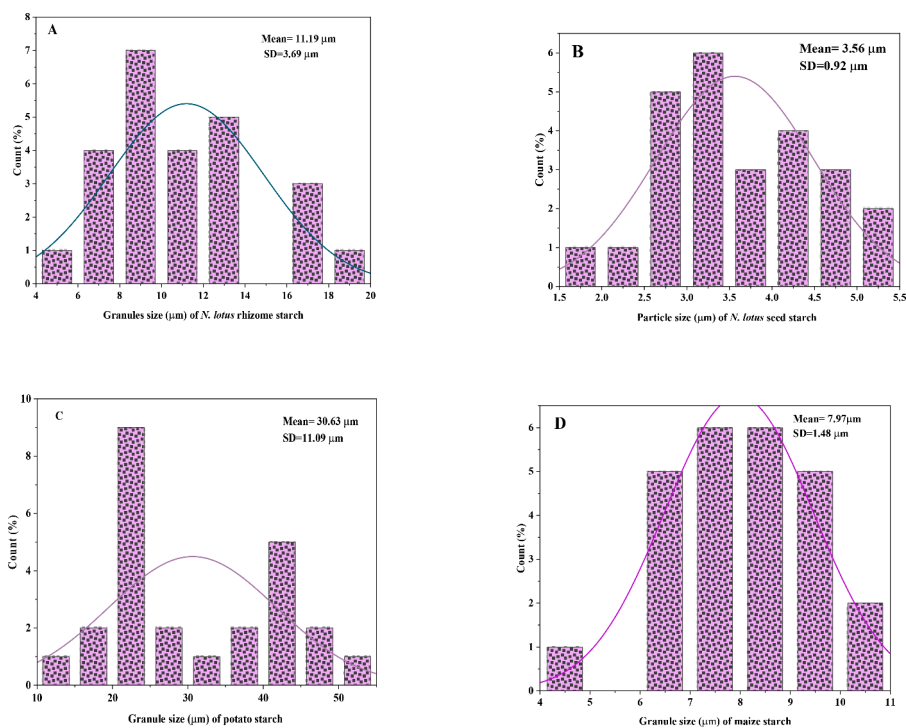 A
Mean= 11.19 μm
SD=3.69 μm
Count (%)
8
7
6
5
4
3
2
1
0
4 6 8 10 12 14 16 18 20
Granules size (μm) of N. lotus rhizome starch
B
Mean= 3.56 μm
SD=0.92 μm
Count (%)
7
6
5
4
3
2
1
0
1.5 2.0 2.5 3.0 3.5 4.0 4.5 5.0 5.5
Particle size (μm) of N. lotus seed starch
C
Mean= 30.63 μm
SD=11.09 μm
Count (%)
10
8
6
4
2
0
10 20 30 40 50
Granule size (μm) of potato starch
D
Mean= 7.97μm
SD=1.48 μm
Count (%)
6
5
4
3
2
1
0
4 5 6 7 8 9 10 11
Granule size (μm) of maize starch